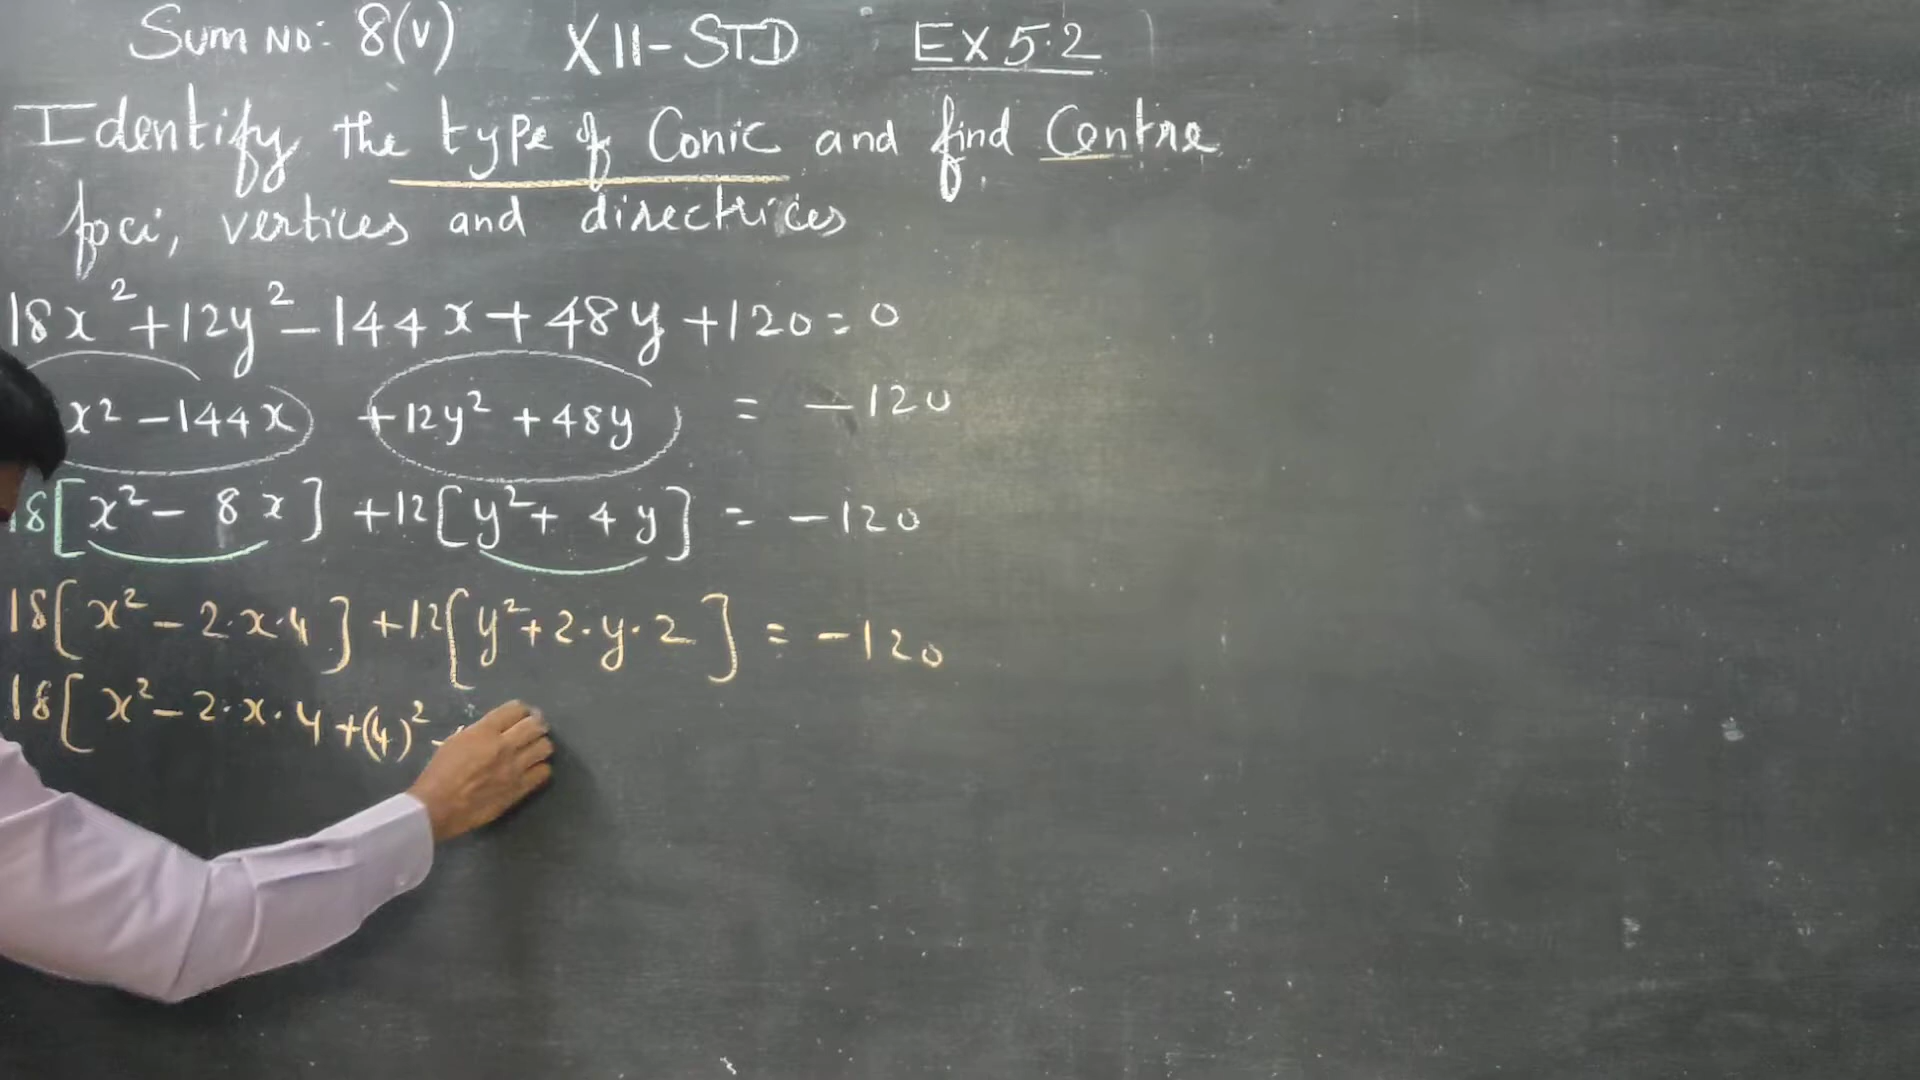 Sum No: 8(v) XII-STD EX 5.2
Identify the type of Conic and find Centre
foci, vertices and directrices
18x²+12y²-144x+48y+120=0
x²-144x +12y²+48y = -120
18[x²-8x]+12[y²+4y] = -120
18[x²-2·x·4]+12[y²+2·y·2] = -120
18[x²-2·x·4+(4)²-